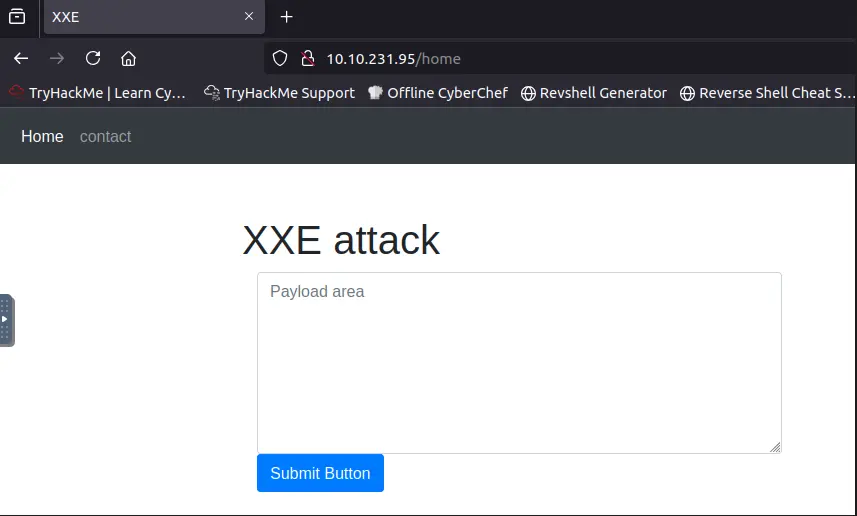 XXE
10.10.231.95/home
TryHackMe | Learn Cy… TryHackMe Support Offline CyberChef Revshell Generator Reverse Shell Cheat S…
Home contact
XXE attack
Payload area
Submit Button